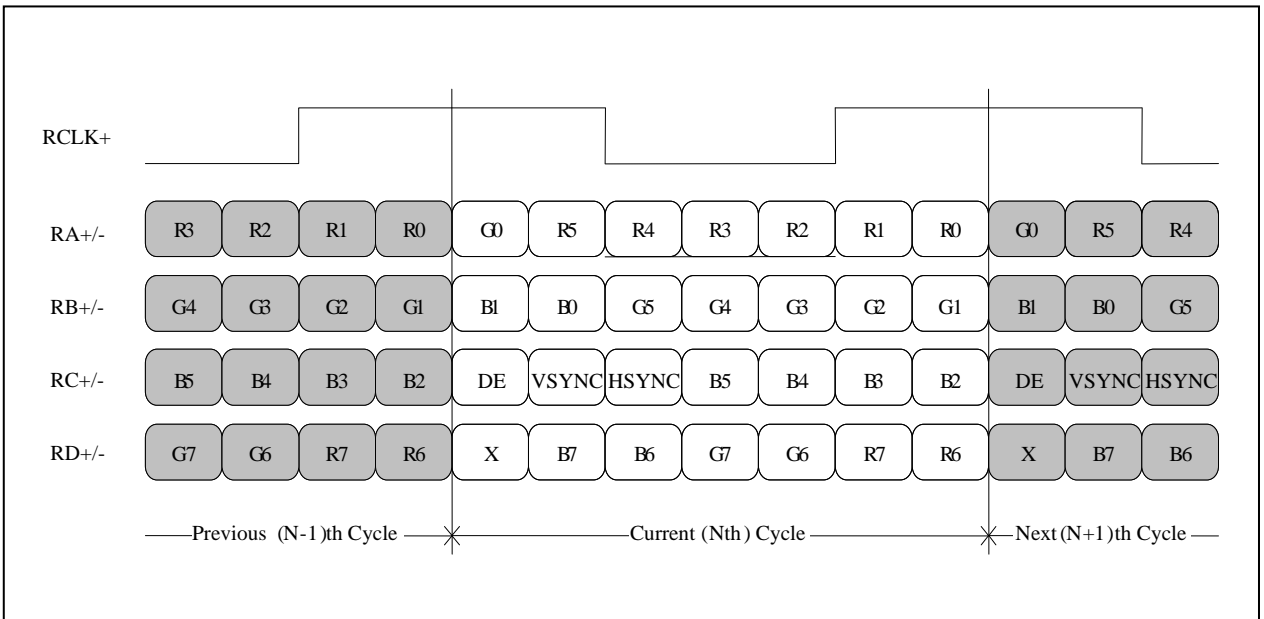 RCLK+
RA+/- R3 R2 R1 R0 G0 R5 R4 R3 R2 R1 R0 G0 R5 R4
RB+/- G4 G3 G2 G1 B1 B0 G5 G4 G3 G2 G1 B1 B0 G5
RC+/- B5 B4 B3 B2 DE VSYNC HSYNC B5 B4 B3 B2 DE VSYNC HSYNC
RD+/- G7 G6 R7 R6 X B7 B6 G7 G6 R7 R6 X B7 B6
Previous (N-1)th Cycle Current (Nth) Cycle Next (N+1)th Cycle